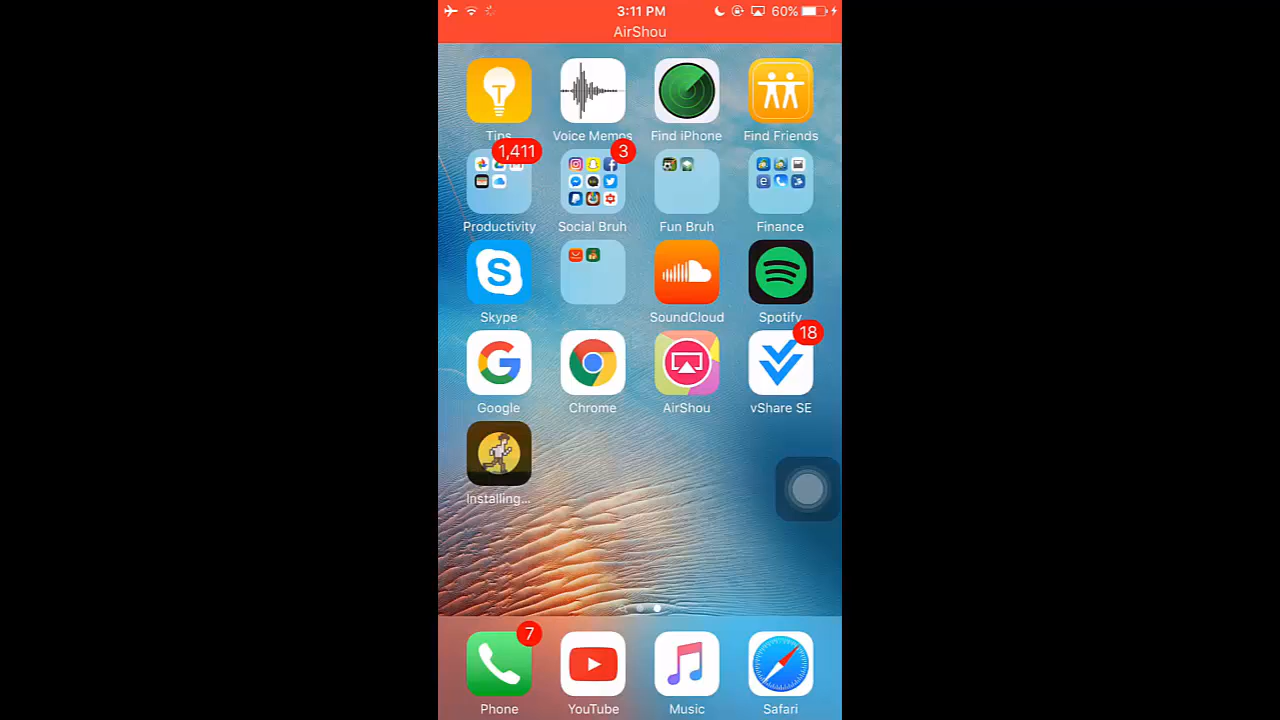 3:11 PM 60%
AirShou
Tips Voice Memos Find iPhone Find Friends
1,411 3
Productivity Social Bruh Fun Bruh Finance
Skype SoundCloud Spotify
18
Google Chrome AirShou vShare SE
Installing...
7
Phone YouTube Music Safari